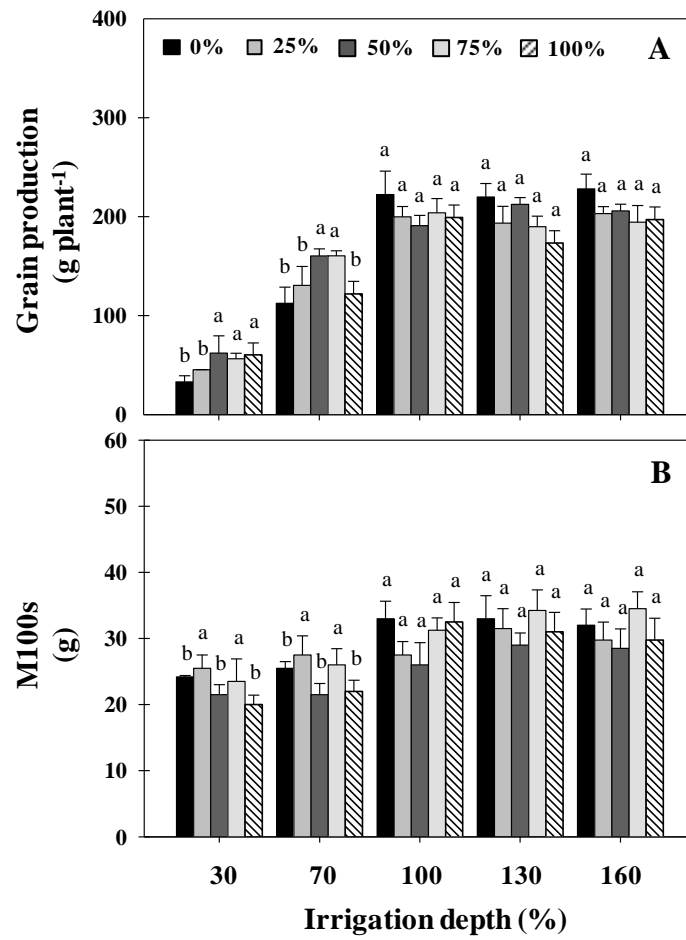 400
0% 25% 50% 75% 100%
A
300
200
100
0
Grain production
(g plant-1)
b b a a a
b b a a b
a a a a a
a a a a a
a a a a a
60
B
50
40
30
20
10
0
M100s
(g)
b a b a b
b a b a b
a a a a a
a a a a a
a a a a a
30 70 100 130 160
Irrigation depth (%)